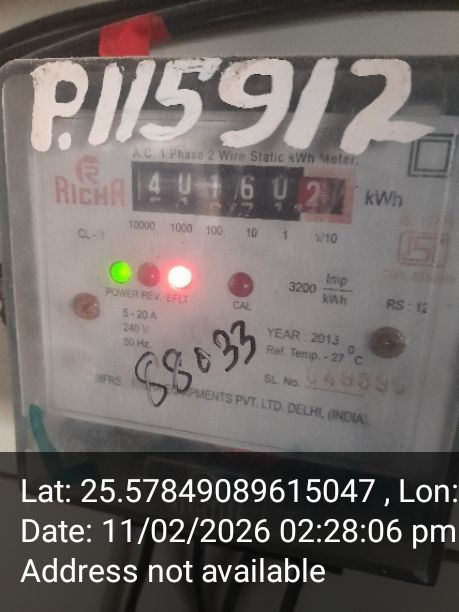 P.115912
A.C. 1 Phase 2 Wire Static kWh Meter.
RICHA
4 0 1 6 0 2 kWh
CL-1 10000 1000 100 10 1 1/10
POWER REV. EFLT CAL 3200 Imp/kWh
RS : 12
5 - 20 A
240 V.
50 Hz.
YEAR : 2013
Ref. Temp. - 27 °C
88033
SL. No.
MFRS. EQUIPMENTS PVT. LTD. DELHI, (INDIA).
Lat: 25.57849089615047 , Lon:
Date: 11/02/2026 02:28:06 pm
Address not available